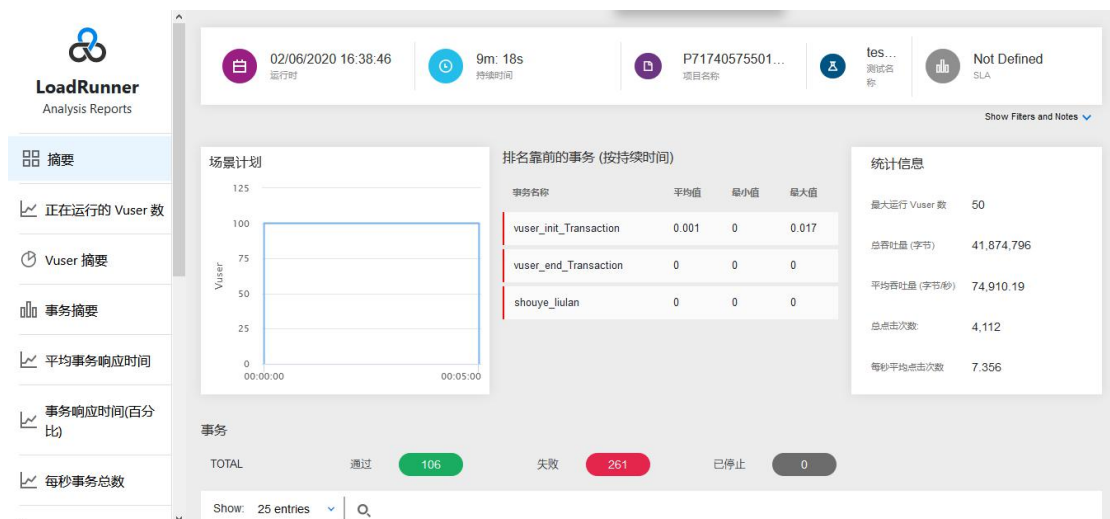 LoadRunner
Analysis Reports
摘要
正在运行的 Vuser 数
Vuser 摘要
事务摘要
平均事务响应时间
事务响应时间(百分
比)
每秒事务总数
02/06/2020 16:38:46
运行时
9m: 18s
持续时间
P71740575501...
项目名称
tes...
测试名
称
Not Defined
SLA
Show Filters and Notes
场景计划
125
100
75
50
25
0
Vuser
00:00:00
00:05:00
排名靠前的事务 (按持续时间)
事务名称 平均值 最小值 最大值
vuser_init_Transaction 0.001 0 0.017
vuser_end_Transaction 0 0 0
shouye_liulan 0 0 0
统计信息
最大运行 Vuser 数 50
总吞吐量 (字节) 41,874,796
平均吞吐量 (字节/秒) 74,910.19
总点击次数 4,112
每秒平均点击次数 7.356
事务
TOTAL 通过 106 失败 261 已停止 0
Show: 25 entries